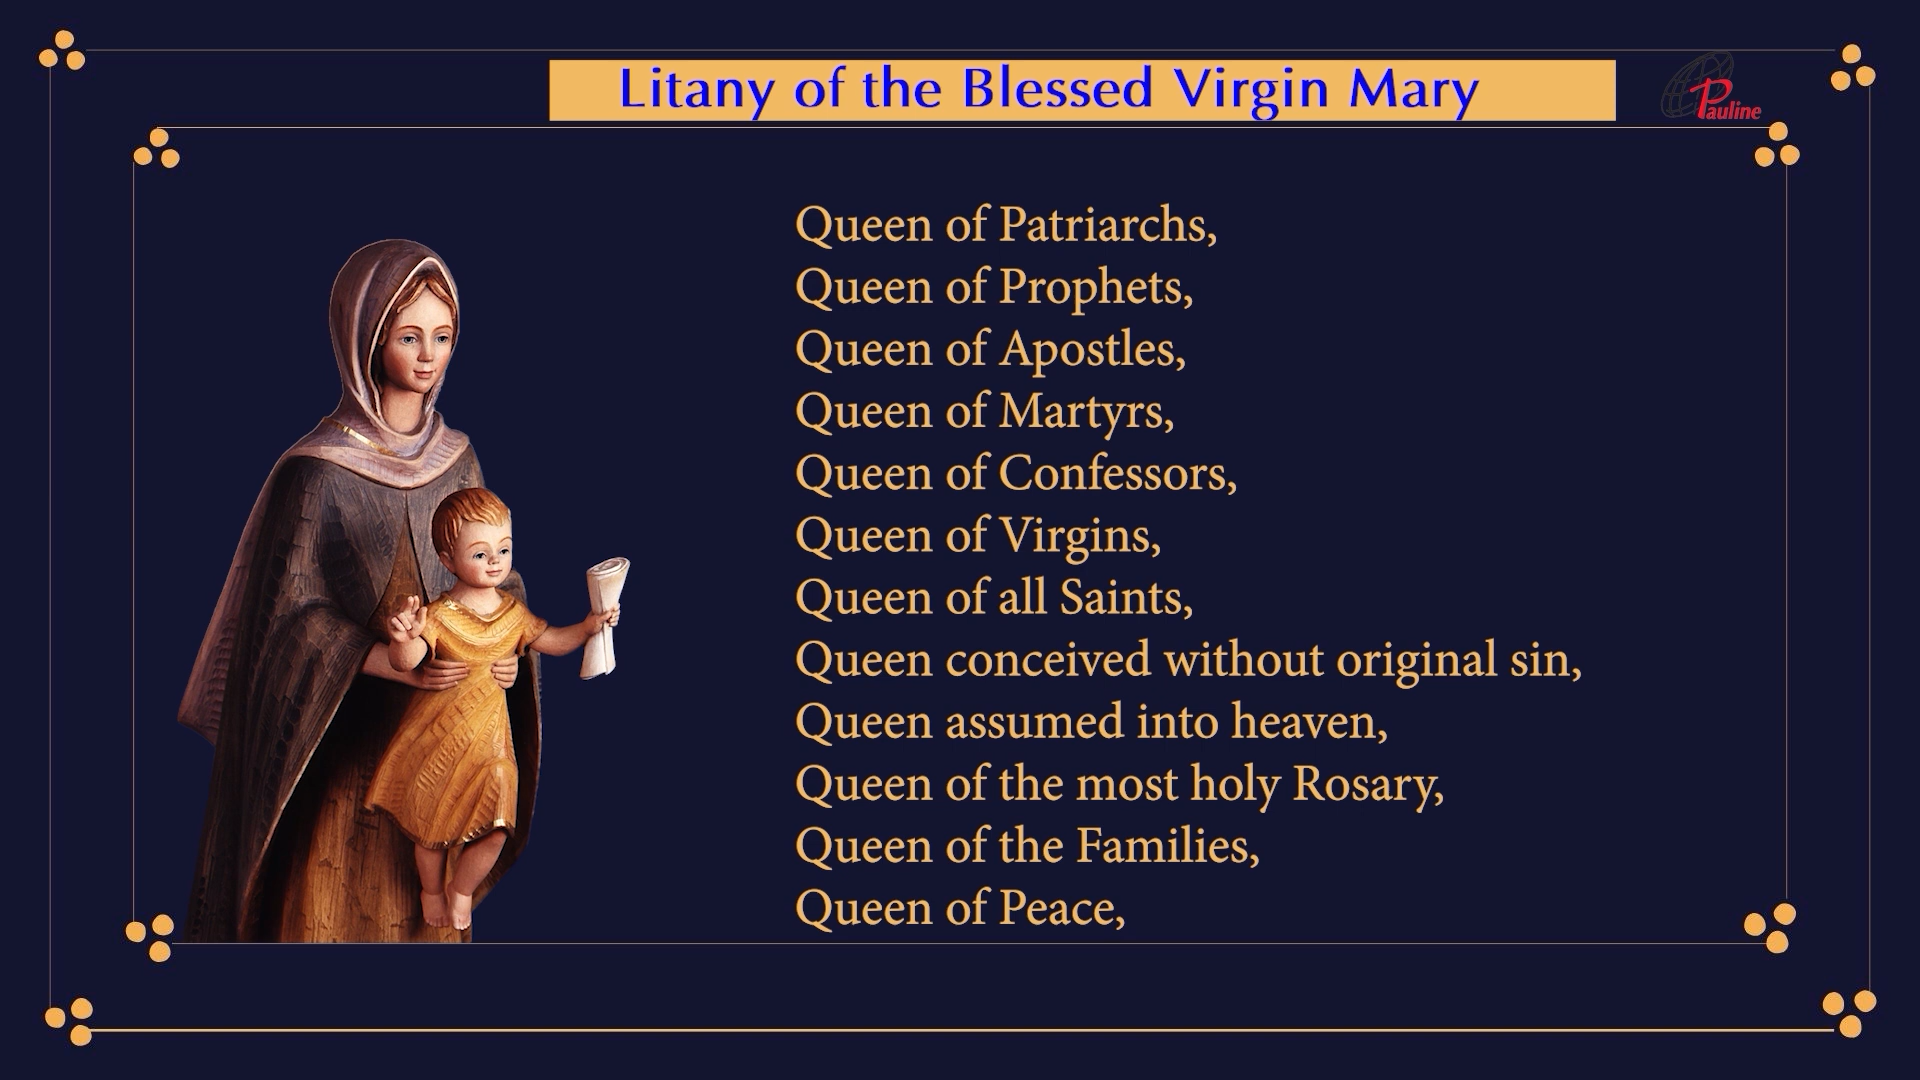 Litany of the Blessed Virgin Mary
Pauline
Queen of Patriarchs,
Queen of Prophets,
Queen of Apostles,
Queen of Martyrs,
Queen of Confessors,
Queen of Virgins,
Queen of all Saints,
Queen conceived without original sin,
Queen assumed into heaven,
Queen of the most holy Rosary,
Queen of the Families,
Queen of Peace,